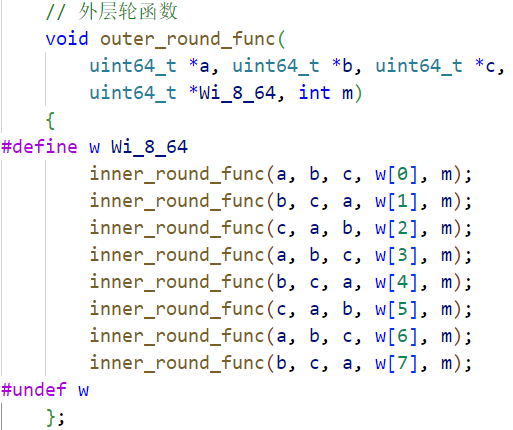 // 外层轮函数
void outer_round_func(
uint64_t *a, uint64_t *b, uint64_t *c,
uint64_t *Wi_8_64, int m)
{
#define w Wi_8_64
inner_round_func(a, b, c, w[0], m);
inner_round_func(b, c, a, w[1], m);
inner_round_func(c, a, b, w[2], m);
inner_round_func(a, b, c, w[3], m);
inner_round_func(b, c, a, w[4], m);
inner_round_func(c, a, b, w[5], m);
inner_round_func(a, b, c, w[6], m);
inner_round_func(b, c, a, w[7], m);
#undef w
};